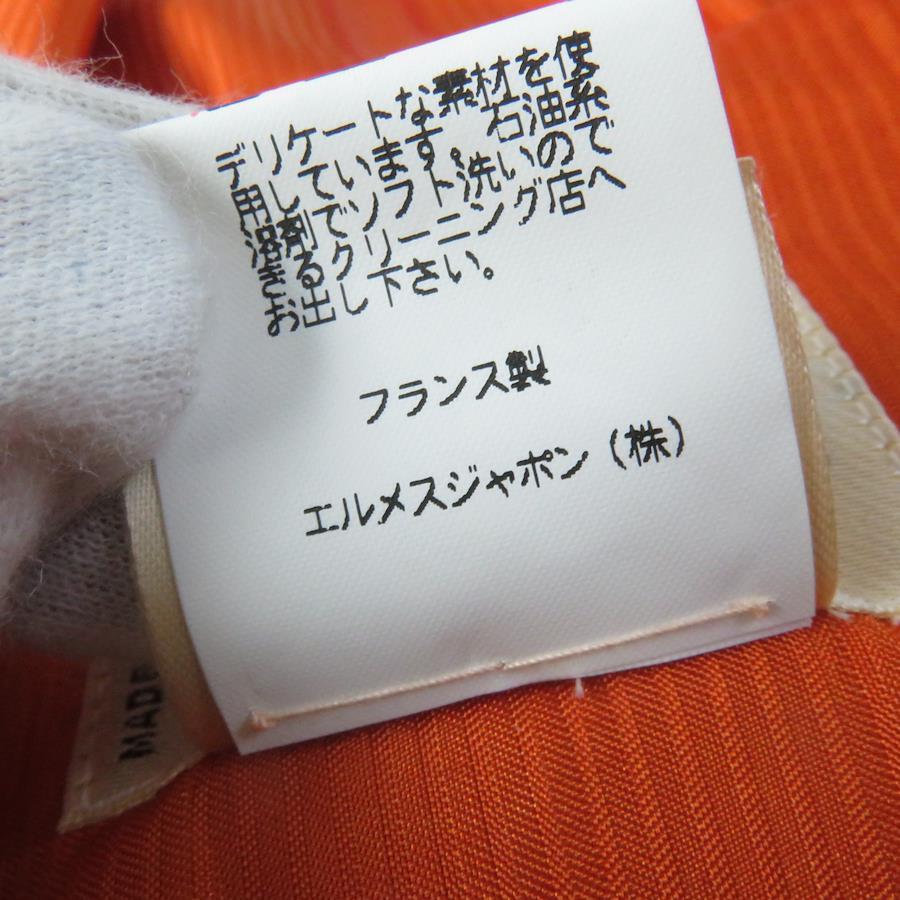 デリケートな素材を使
用しています。石油系
溶剤でソフト洗いので
きるクリーニング店へ
お出し下さい。
フランス製
エルメスジャポン（株）
MADE